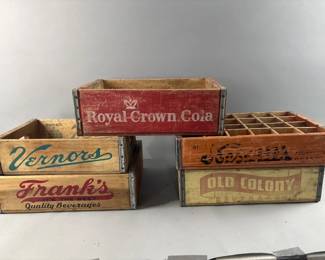 Royal Crown Cola
Vernors
Frank's
Quality Beverages
OLD COLONY